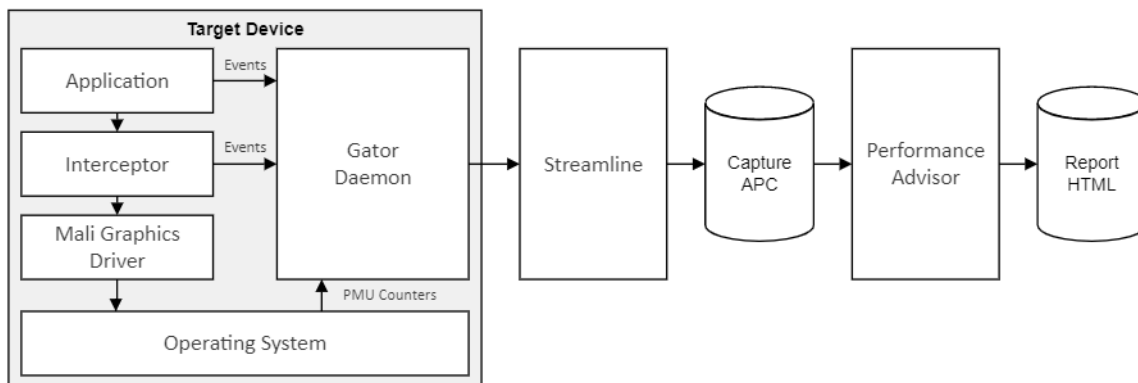 Target Device
Application
Events
Interceptor
Events
Mali Graphics
Driver
Gator
Daemon
PMU Counters
Operating System
Streamline
Capture
APC
Performance
Advisor
Report
HTML